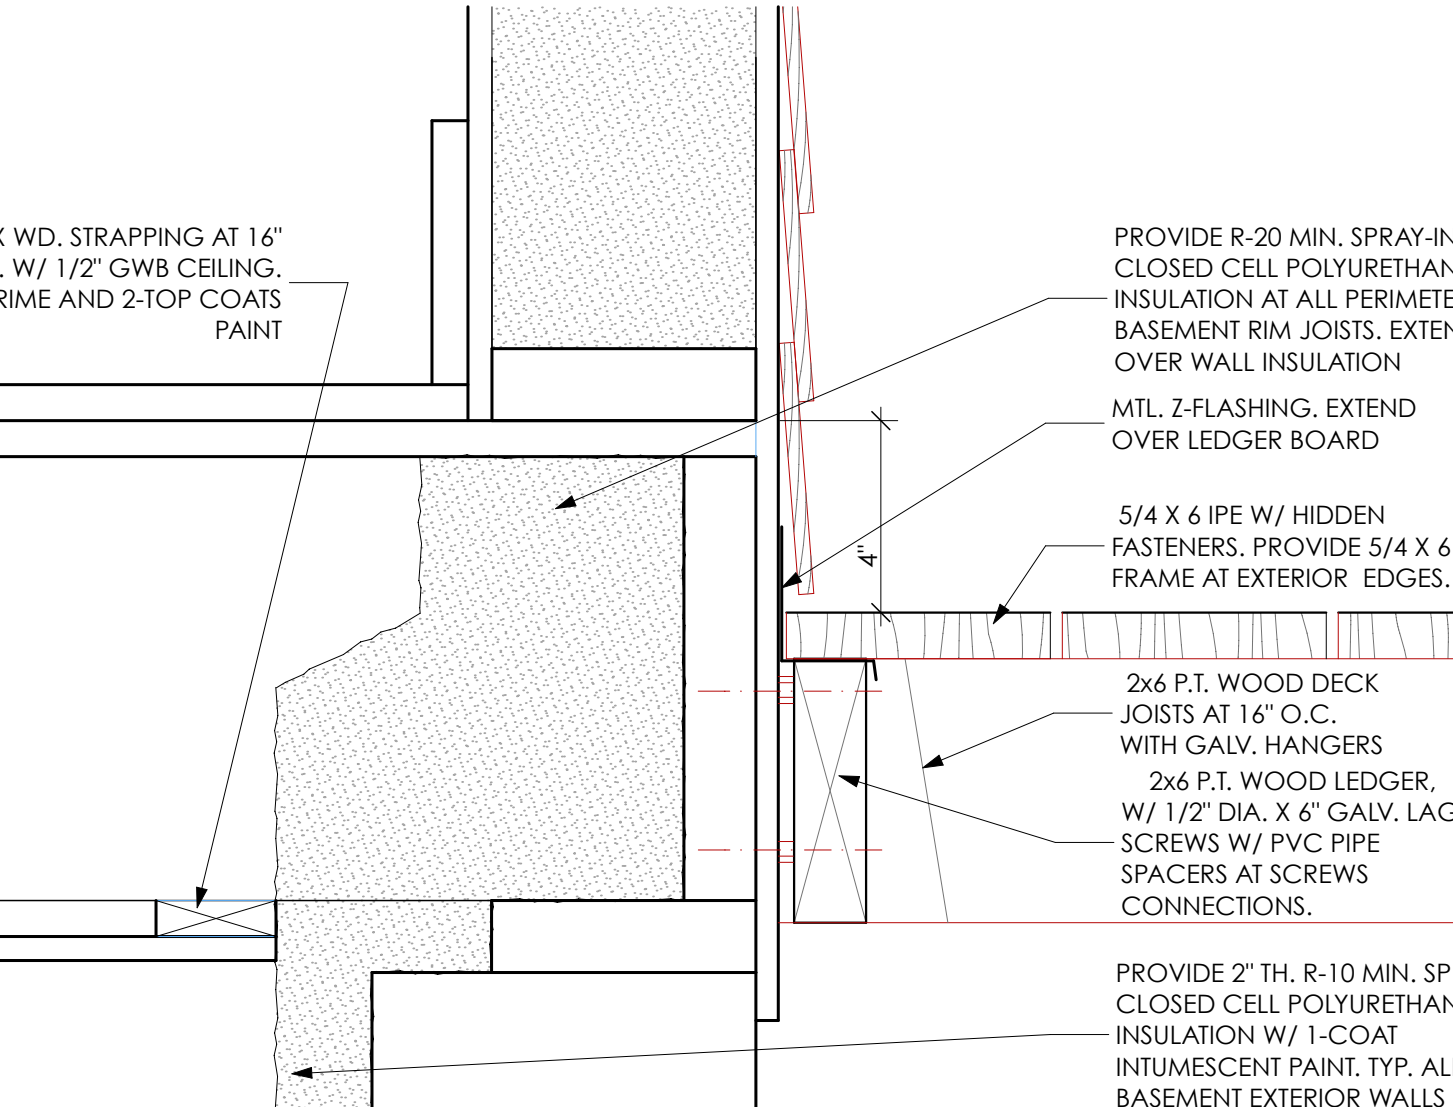 X WD. STRAPPING AT 16"
. W/ 1/2" GWB CEILING.
RIME AND 2-TOP COATS
PAINT
PROVIDE R-20 MIN. SPRAY-IN
CLOSED CELL POLYURETHAN
INSULATION AT ALL PERIMETE
BASEMENT RIM JOISTS. EXTEN
OVER WALL INSULATION
MTL. Z-FLASHING. EXTEND
OVER LEDGER BOARD
4"
5/4 X 6 IPE W/ HIDDEN
FASTENERS. PROVIDE 5/4 X 6
FRAME AT EXTERIOR EDGES.
2x6 P.T. WOOD DECK
JOISTS AT 16" O.C.
WITH GALV. HANGERS
2x6 P.T. WOOD LEDGER,
W/ 1/2" DIA. X 6" GALV. LAG
SCREWS W/ PVC PIPE
SPACERS AT SCREWS
CONNECTIONS.
PROVIDE 2" TH. R-10 MIN. SP
CLOSED CELL POLYURETHAN
INSULATION W/ 1-COAT
INTUMESCENT PAINT. TYP. ALL
BASEMENT EXTERIOR WALLS